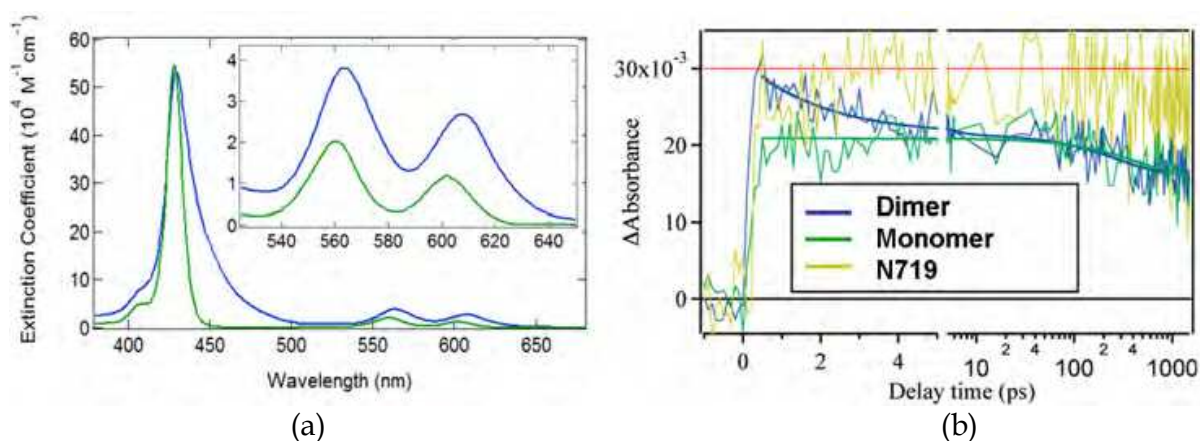 Extinction Coefficient (10⁴ M⁻¹ cm⁻¹)
60
50
40
30
20
10
0
400 450 500 550 600 650
Wavelength (nm)
4
3
2
1
0
540 560 580 600 620 640
(a)
ΔAbsorbance
30x10⁻³
20
10
0
Dimer
Monomer
N719
0 2 4 10 2 4 100 2 4 1000
Delay time (ps)
(b)